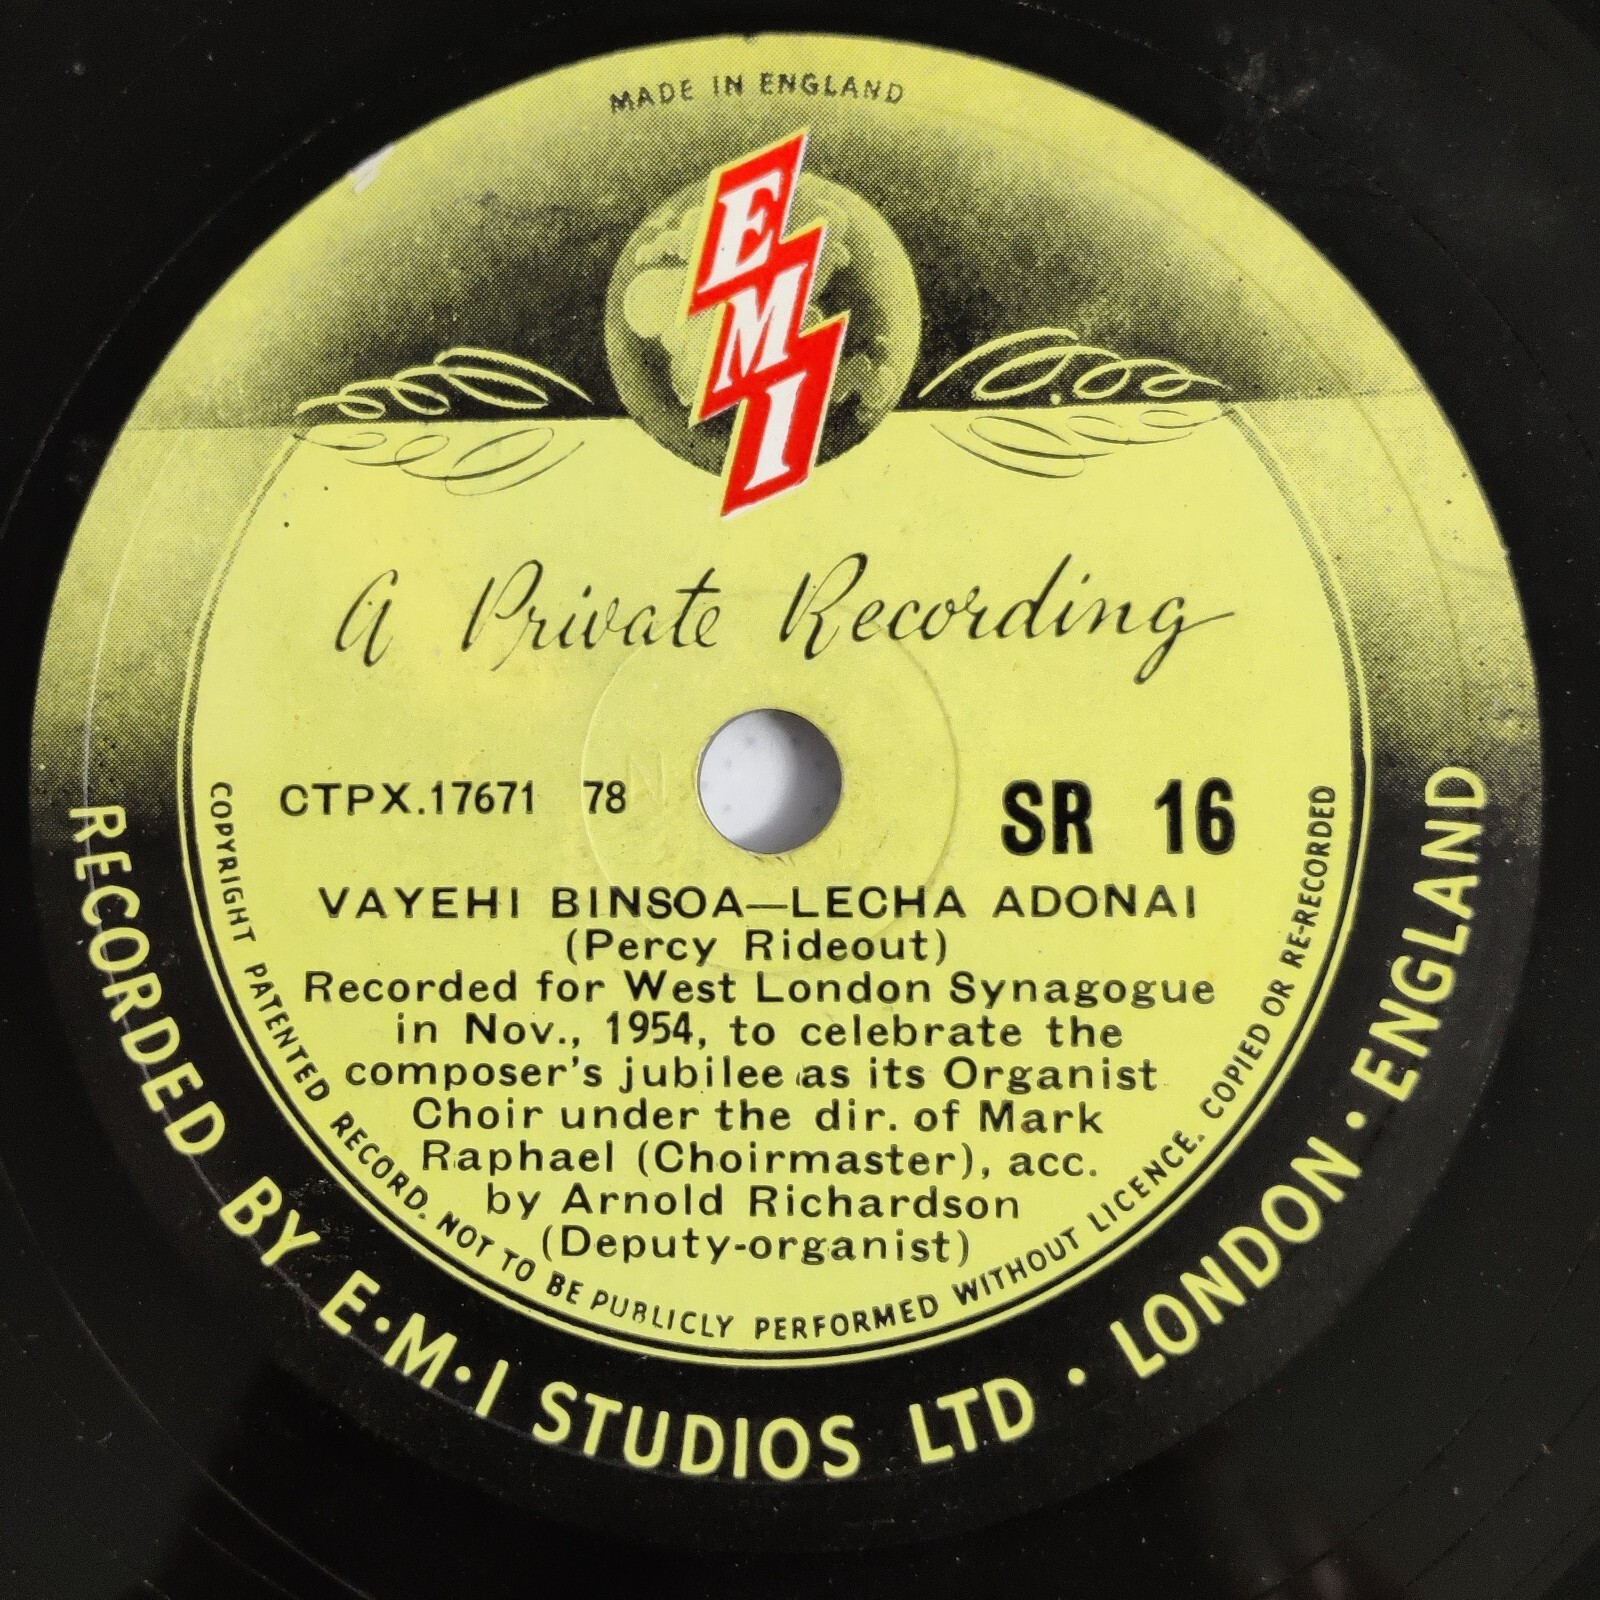 MADE IN ENGLAND
EMI
A Private Recording
CTPX.17671 78
SR 16
VAYEHI BINSOA—LECHA ADONAI
(Percy Rideout)
Recorded for West London Synagogue
in Nov., 1954, to celebrate the
composer's jubilee as its Organist
Choir under the dir. of Mark
Raphael (Choirmaster), acc.
by Arnold Richardson
(Deputy-organist)
COPYRIGHT PATENTED RECORD. NOT TO BE PUBLICLY PERFORMED WITHOUT LICENCE. COPIED OR RE-RECORDED
RECORDED BY E·M·I STUDIOS LTD · LONDON · ENGLAND